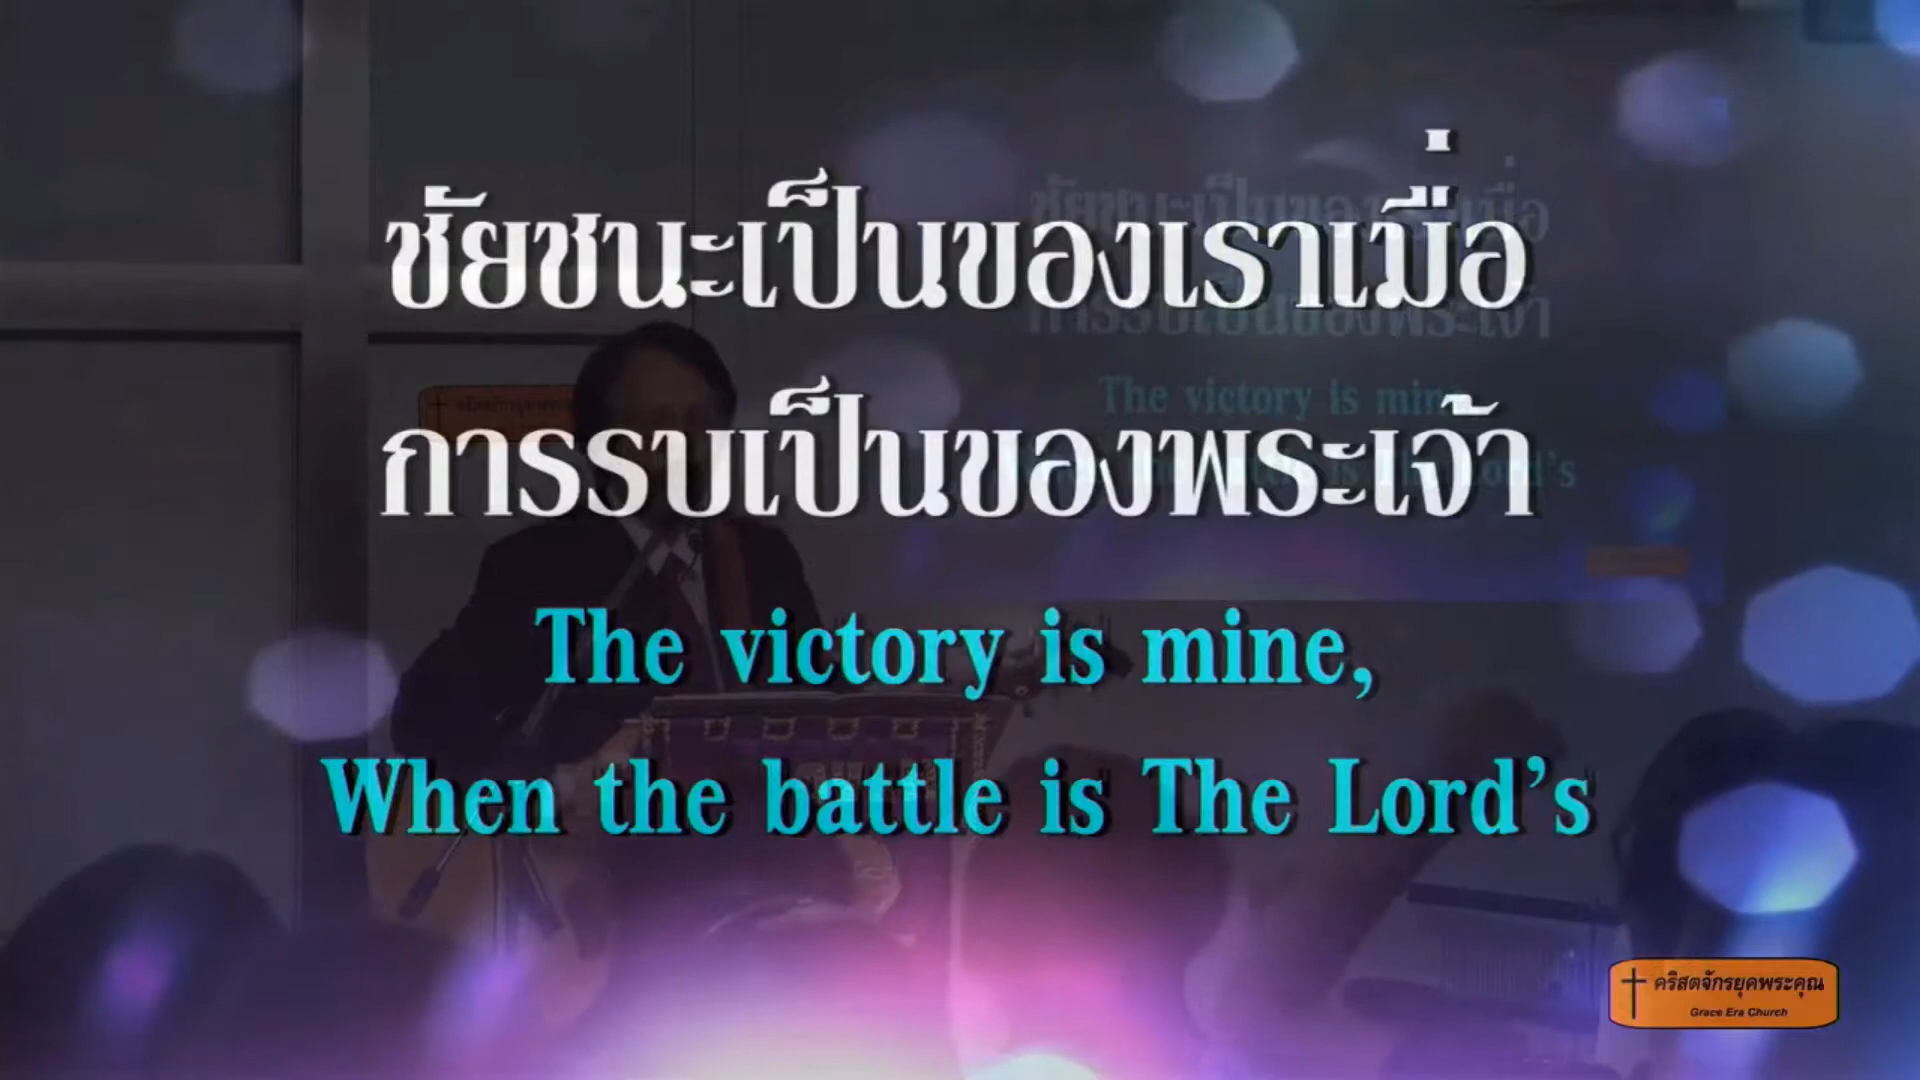 ชัยชนะเป็นของเราเมื่อ
การรบเป็นของพระเจ้า
The victory is mine,
When the battle is The Lord's
คริสตจักรยุคพระคุณ
Grace Era Church